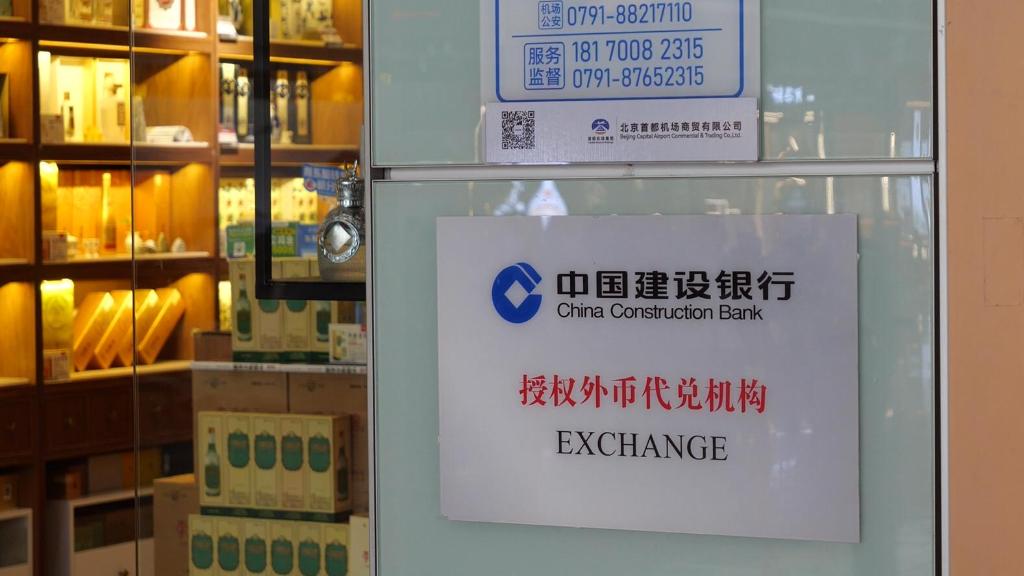 机场公安 0791-88217110
服务监督 181 7008 2315
0791-87652315
北京首都机场商贸有限公司
Beijing Capital Airport Commercial & Trading Co.,Ltd.
中国建设银行
China Construction Bank
授权外币代兑机构
EXCHANGE